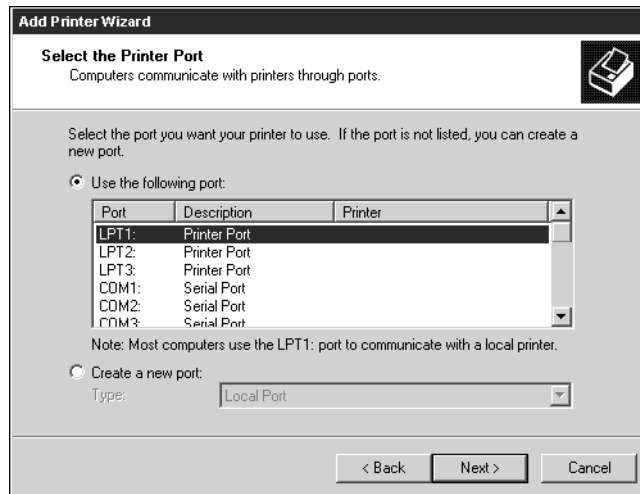 Add Printer Wizard
Select the Printer Port
Computers communicate with printers through ports.
Select the port you want your printer to use. If the port is not listed, you can create a
new port.
Use the following port:
Port Description Printer
LPT1: Printer Port
LPT2: Printer Port
LPT3: Printer Port
COM1: Serial Port
COM2: Serial Port
COM3: Serial Port
Note: Most computers use the LPT1: port to communicate with a local printer.
Create a new port:
Type: Local Port
< Back Next > Cancel